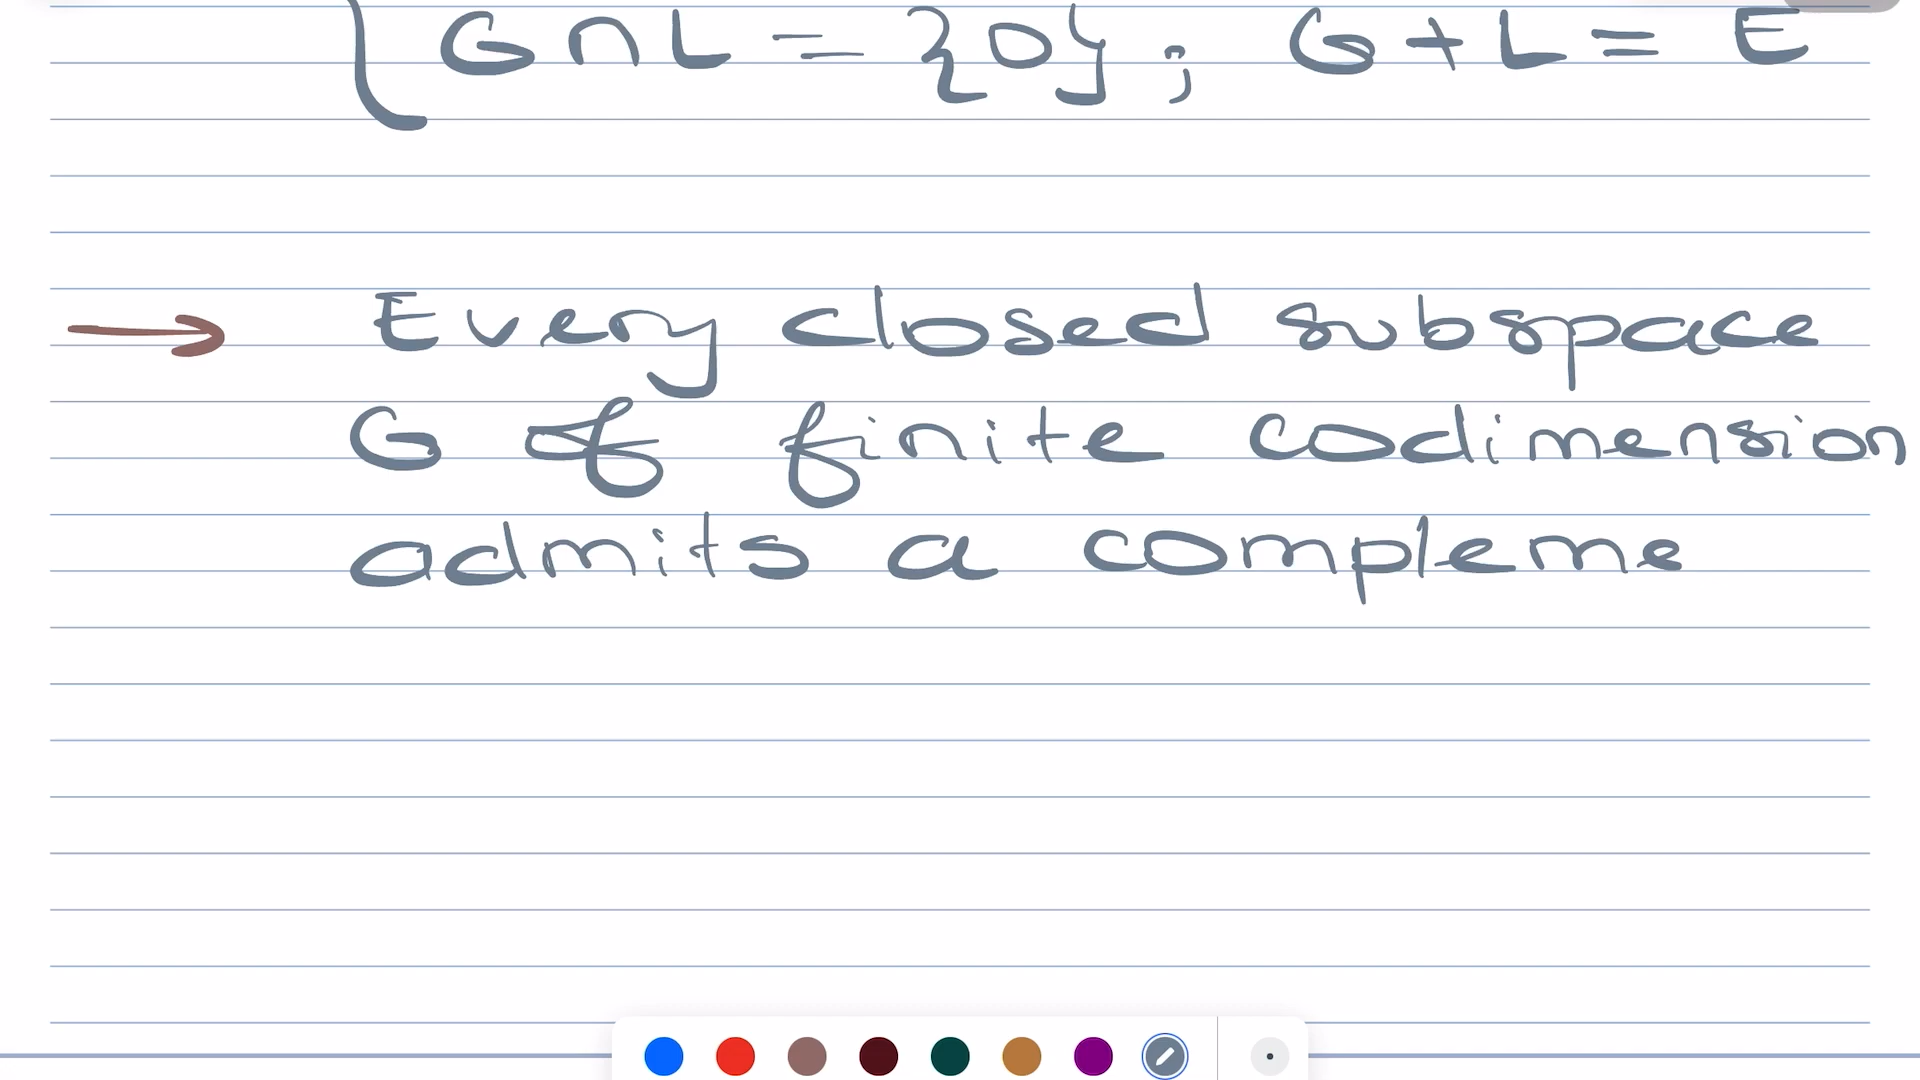 G∩L = {0}; G+L = E
Every closed subspace
G of finite codimension
admits a compleme